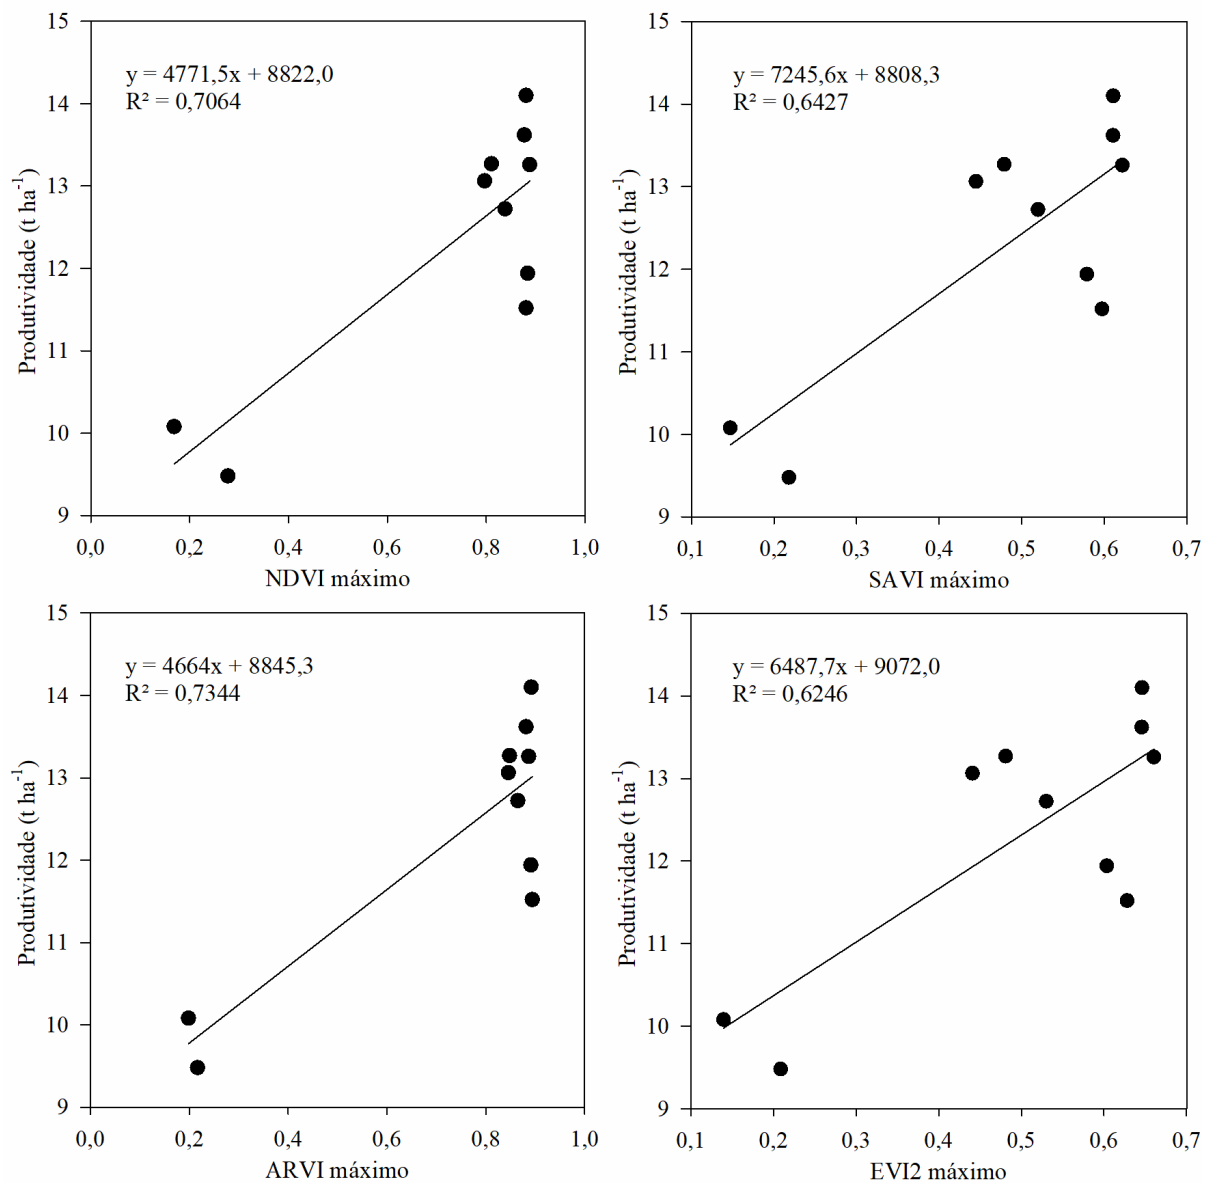 15
14
13
12
11
10
9
Produtividade (t ha⁻¹)
y = 4771,5x + 8822,0
R² = 0,7064
0,0 0,2 0,4 0,6 0,8 1,0
NDVI máximo
15
14
13
12
11
10
9
Produtividade (t ha⁻¹)
y = 7245,6x + 8808,3
R² = 0,6427
0,1 0,2 0,3 0,4 0,5 0,6 0,7
SAVI máximo
15
14
13
12
11
10
9
Produtividade (t ha⁻¹)
y = 4664x + 8845,3
R² = 0,7344
0,0 0,2 0,4 0,6 0,8 1,0
ARVI máximo
15
14
13
12
11
10
9
Produtividade (t ha⁻¹)
y = 6487,7x + 9072,0
R² = 0,6246
0,1 0,2 0,3 0,4 0,5 0,6 0,7
EVI2 máximo